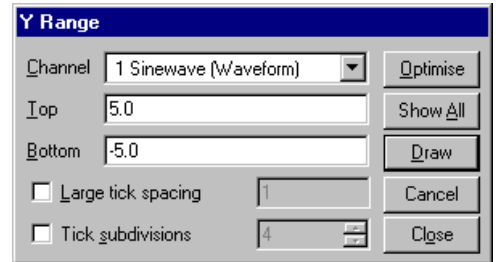 Y Range
Channel 1 Sinewave (Waveform) Optimise
Top 5.0 Show All
Bottom -5.0 Draw
Large tick spacing 1 Cancel
Tick subdivisions 4 Close